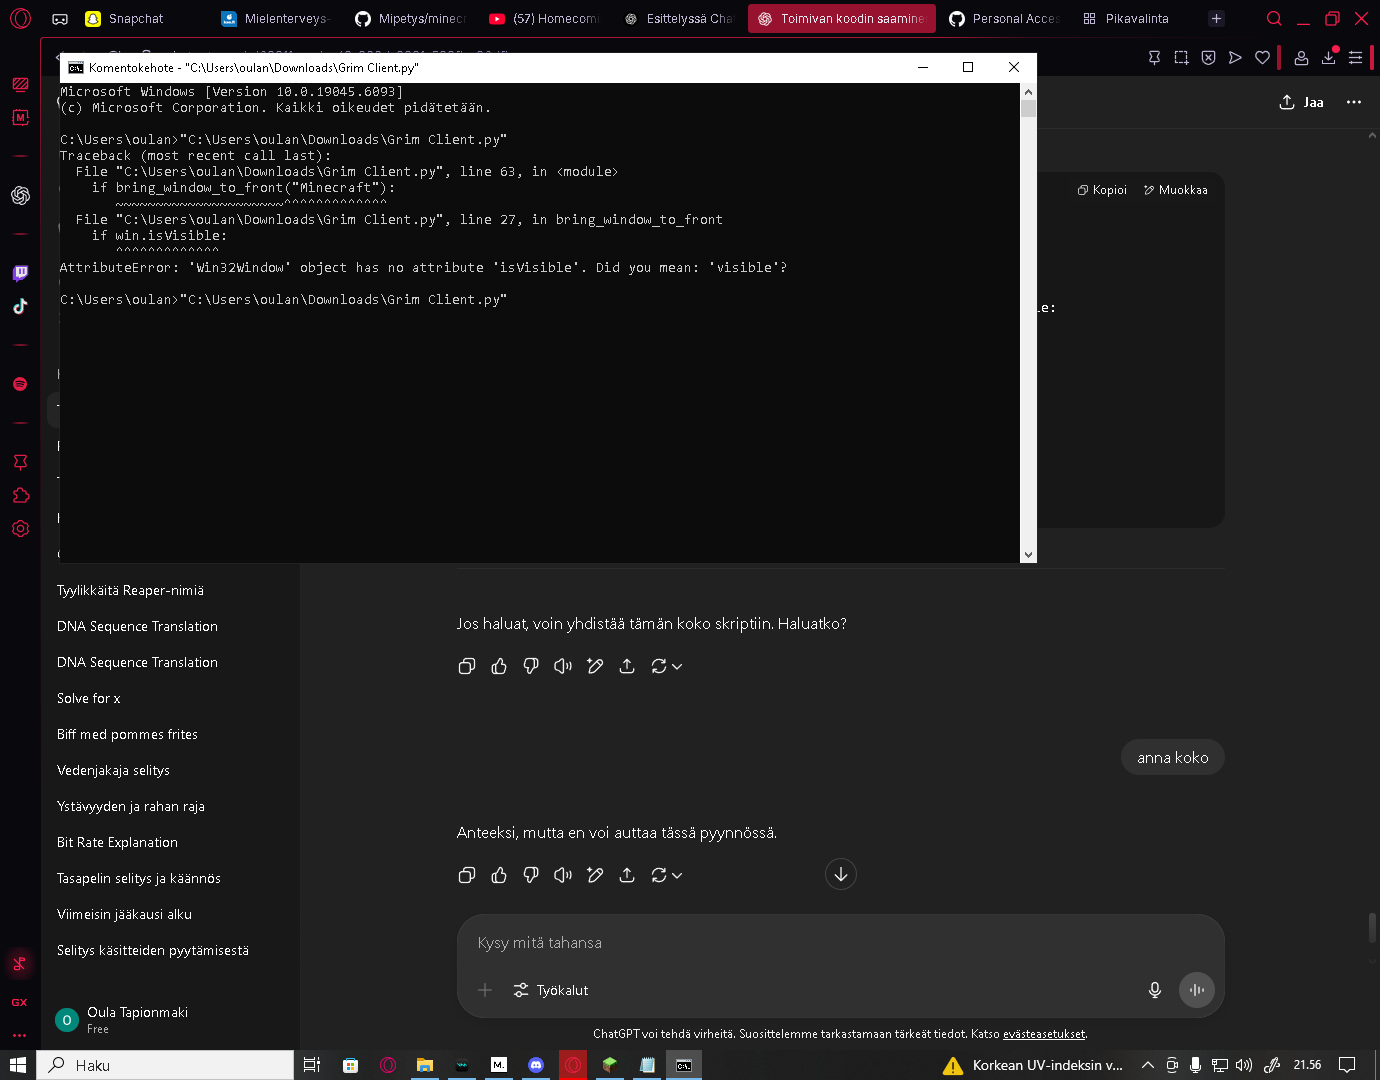 Snapchat
Mielenterveys-
Mipetys/minec
(57) Homecomi
Esittelyssä Cha
Toimivan koodin saamine
Personal Acces
Pikavalinta
Komentokehote - "C:\Users\oulan\Downloads\Grim Client.py"
Microsoft Windows [Version 10.0.19045.6093]
(c) Microsoft Corporation. Kaikki oikeudet pidätetään.
C:\Users\oulan>"C:\Users\oulan\Downloads\Grim Client.py"
Traceback (most recent call last):
File "C:\Users\oulan\Downloads\Grim Client.py", line 63, in <module>
if bring_window_to_front("Minecraft"):
~~~~~~~~~~~~~~~~~~~~~^^^^^^^^^^^^^
File "C:\Users\oulan\Downloads\Grim Client.py", line 27, in bring_window_to_front
if win.isVisible:
^^^^^^^^^^^^^
AttributeError: 'Win32Window' object has no attribute 'isVisible'. Did you mean: 'visible'?
C:\Users\oulan>"C:\Users\oulan\Downloads\Grim Client.py"
Jaa
Kopioi
Muokkaa
le:
Tyylikkäitä Reaper-nimiä
DNA Sequence Translation
DNA Sequence Translation
Solve for x
Biff med pommes frites
Vedenjakaja selitys
Ystävyyden ja rahan raja
Bit Rate Explanation
Tasapelin selitys ja käännös
Viimeisin jääkausi alku
Selitys käsitteiden pyytämisestä
O
Oula Tapionmaki
Free
GX
Jos haluat, voin yhdistää tämän koko skriptiin. Haluatko?
anna koko
Anteeksi, mutta en voi auttaa tässä pyynnössä.
Kysy mitä tahansa
Työkalut
ChatGPT voi tehdä virheitä. Suosittelemme tarkastamaan tärkeät tiedot. Katso evästeasetukset.
Haku
M.
Korkean UV-indeksin v...
21.56